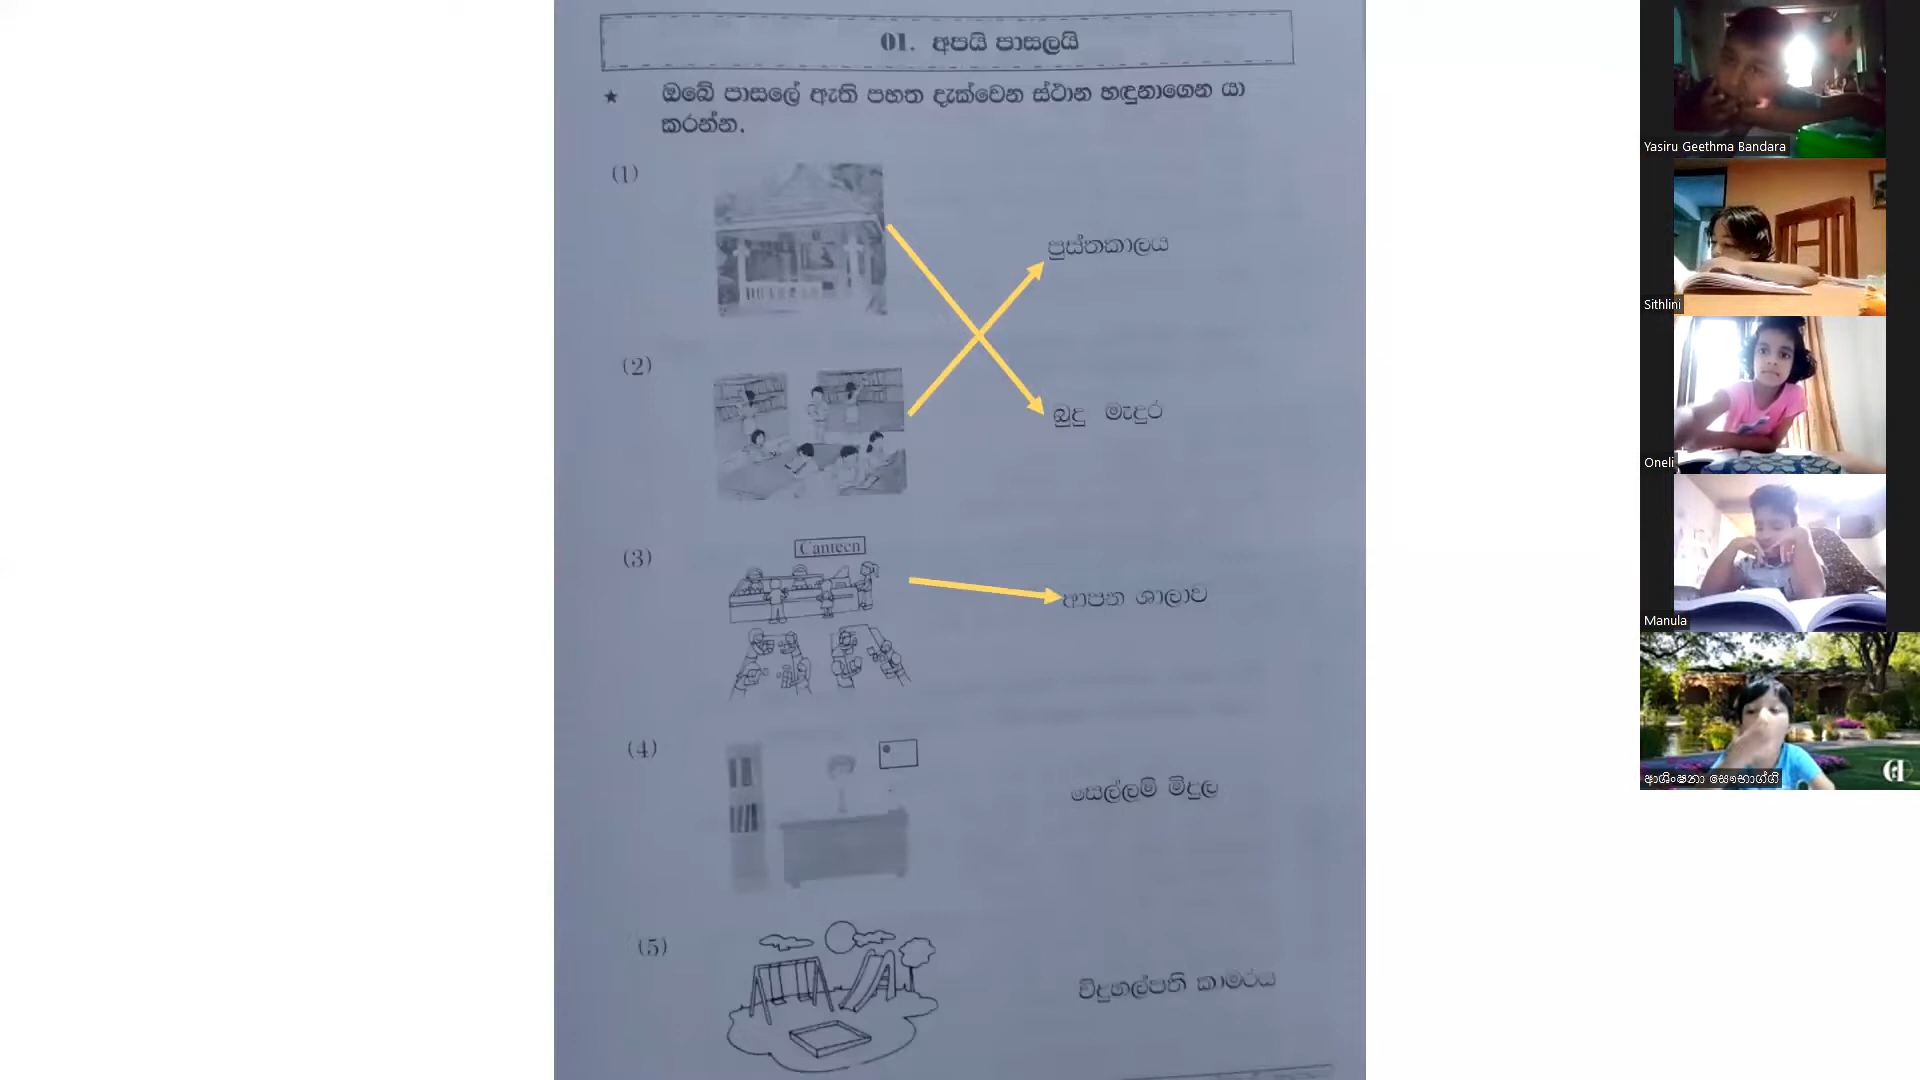 01. අපයි පාසලයි
★ ඔබේ පාසලේ ඇති පහත දැක්වෙන ස්ථාන හඳුනාගෙන යා
කරන්න.
(1)
පුස්තකාලය
(2)
බුදු මැදුර
(3)
Canteen
ආපන ශාලාව
(4)
සෙල්ලම් මිදුල
(5)
විදුහල්පති කාමරය
Yasiru Geethma Bandara
Sithlini
Oneli
Manula